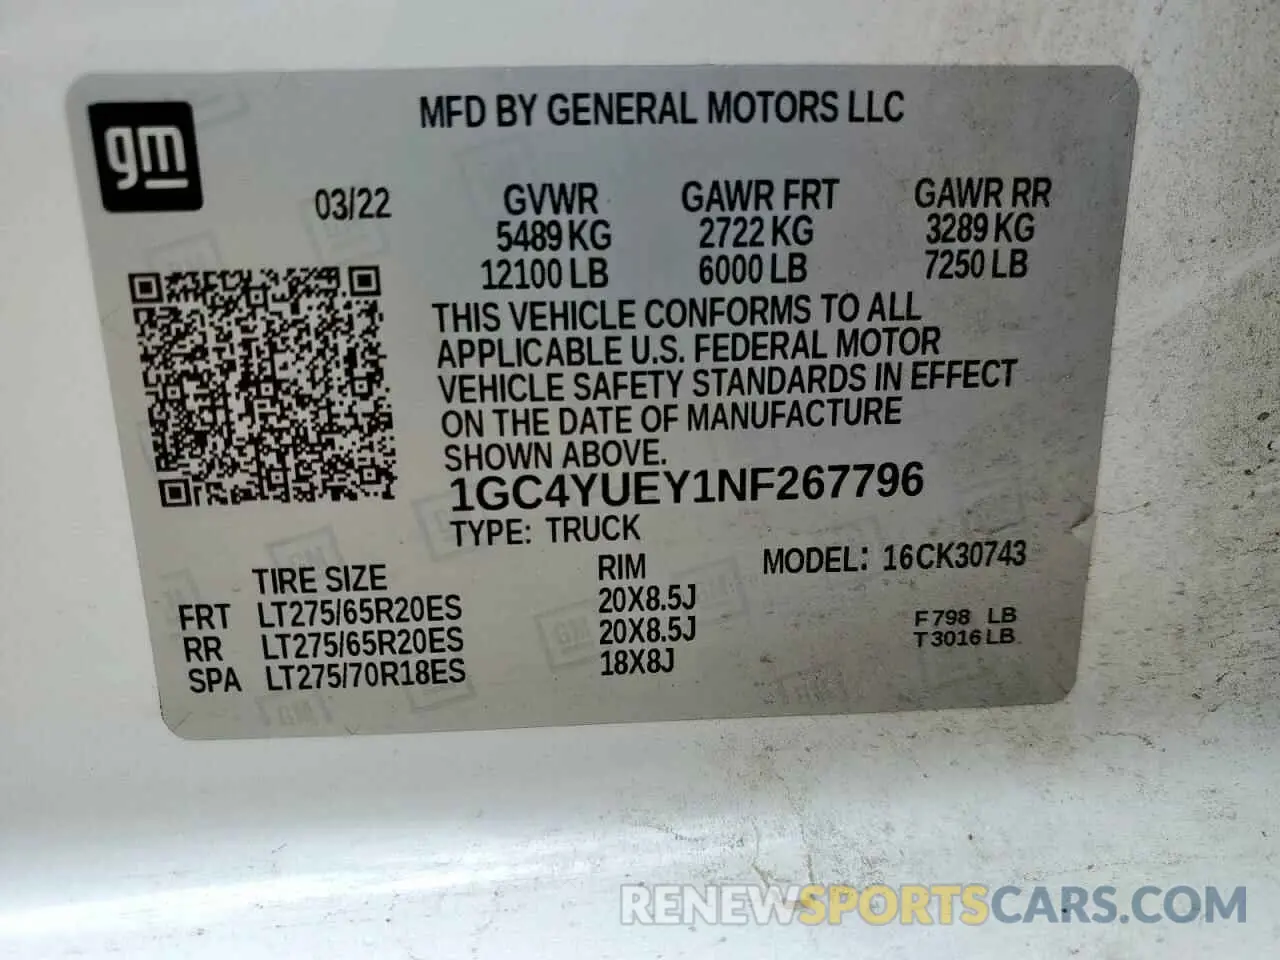 gm
MFD BY GENERAL MOTORS LLC
03/22 GVWR GAWR FRT GAWR RR
5489 KG 2722 KG 3289 KG
12100 LB 6000 LB 7250 LB
THIS VEHICLE CONFORMS TO ALL
APPLICABLE U.S. FEDERAL MOTOR
VEHICLE SAFETY STANDARDS IN EFFECT
ON THE DATE OF MANUFACTURE
SHOWN ABOVE.
1GC4YUEY1NF267796
TYPE: TRUCK
TIRE SIZE RIM MODEL: 16CK30743
FRT LT275/65R20ES 20X8.5J
RR LT275/65R20ES 20X8.5J
SPA LT275/70R18ES 18X8J
F 798 LB
T 3016 LB
RENEWSPORTSCARS.COM